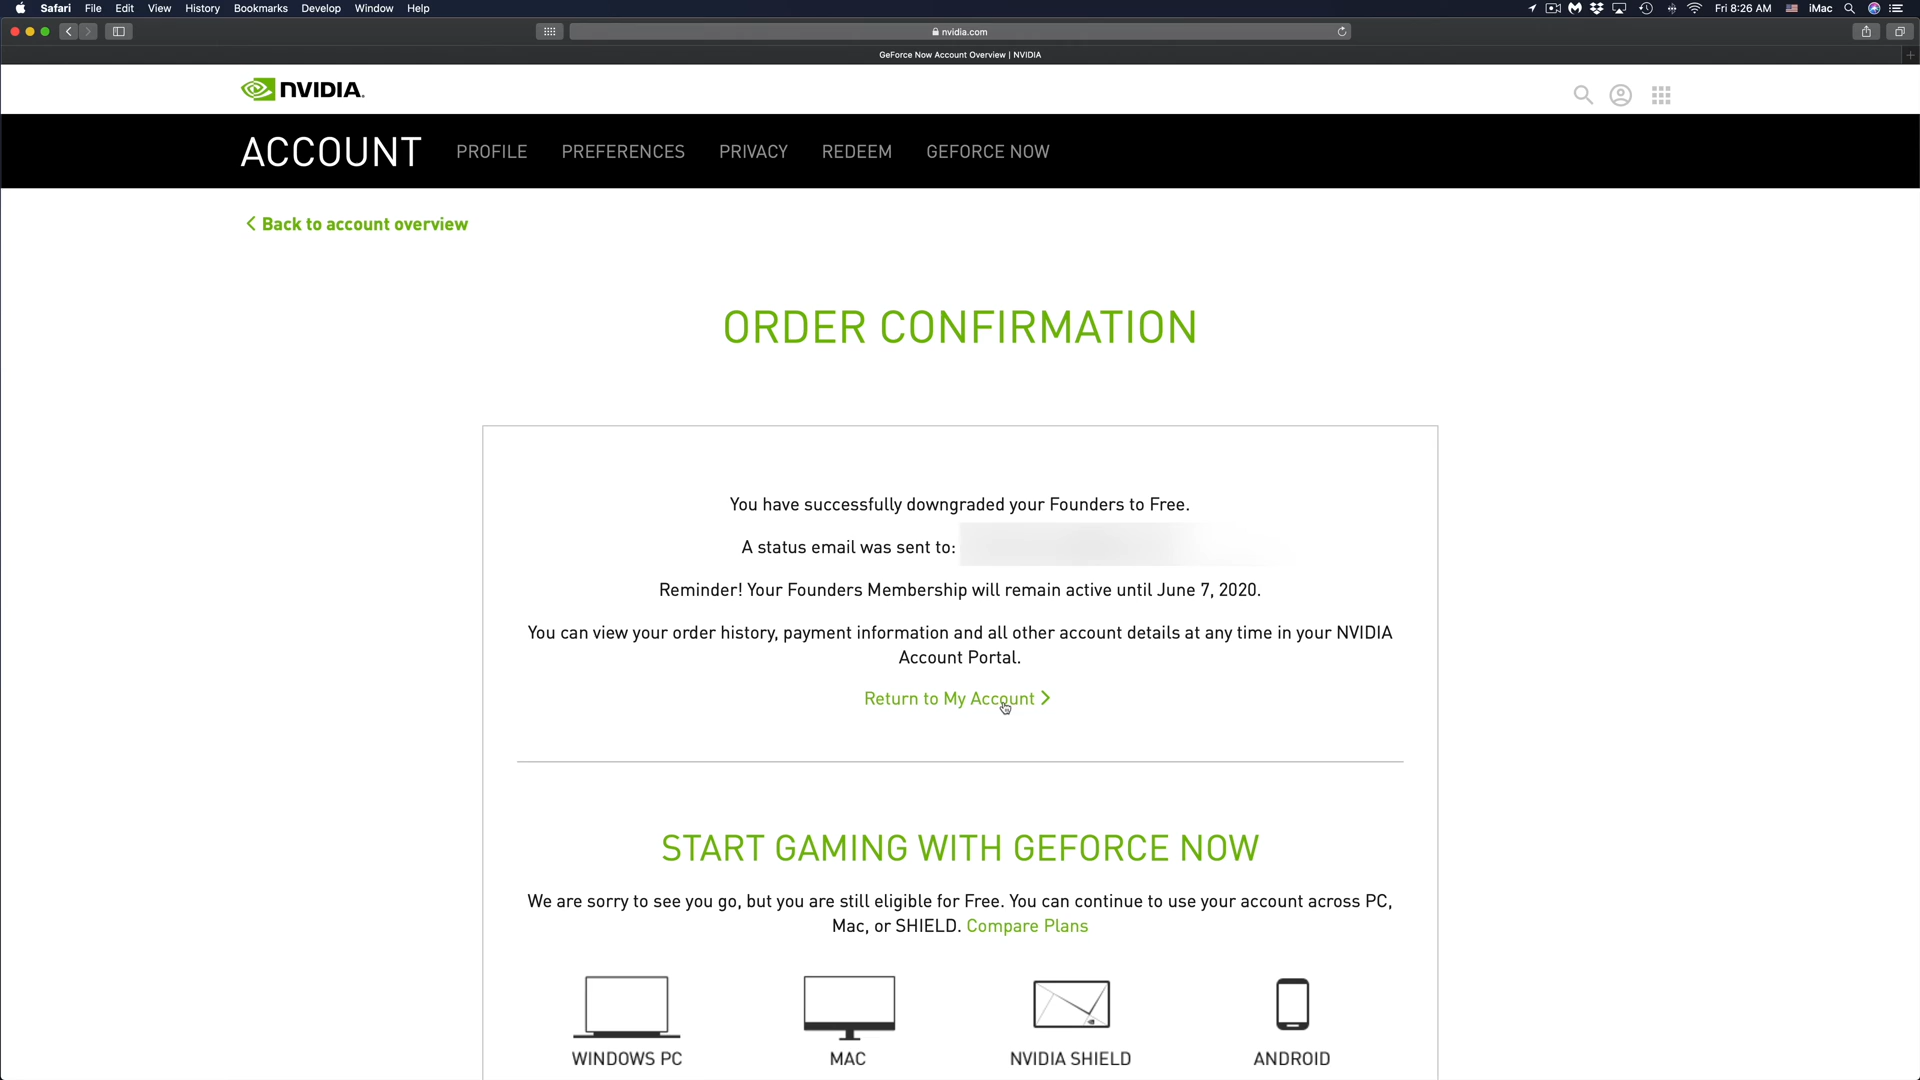 Safari File Edit View History Bookmarks Develop Window Help
Fri 8:26 AM iMac
nvidia.com
GeForce Now Account Overview | NVIDIA
NVIDIA.
ACCOUNT PROFILE PREFERENCES PRIVACY REDEEM GEFORCE NOW
Back to account overview
ORDER CONFIRMATION
You have successfully downgraded your Founders to Free.
A status email was sent to:
Reminder! Your Founders Membership will remain active until June 7, 2020.
You can view your order history, payment information and all other account details at any time in your NVIDIA
Account Portal.
Return to My Account
START GAMING WITH GEFORCE NOW
We are sorry to see you go, but you are still eligible for Free. You can continue to use your account across PC,
Mac, or SHIELD. Compare Plans
WINDOWS PC MAC NVIDIA SHIELD ANDROID